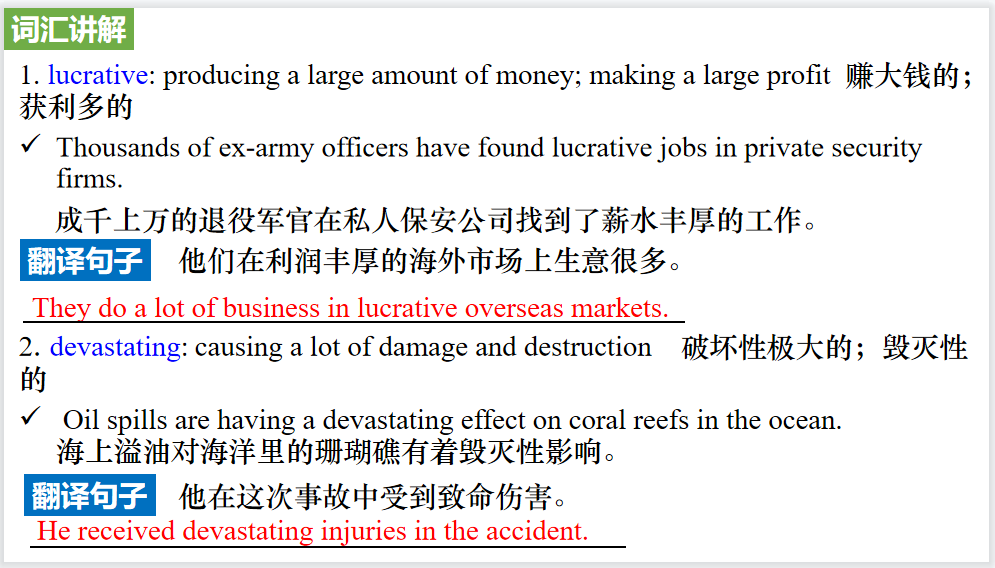 词汇讲解
1. lucrative: producing a large amount of money; making a large profit 赚大钱的；
获利多的
✓ Thousands of ex-army officers have found lucrative jobs in private security
firms.
成千上万的退役军官在私人保安公司找到了薪水丰厚的工作。
翻译句子 他们在利润丰厚的海外市场上生意很多。
They do a lot of business in lucrative overseas markets.
2. devastating: causing a lot of damage and destruction 破坏性极大的；毁灭性
的
✓ Oil spills are having a devastating effect on coral reefs in the ocean.
海上溢油对海洋里的珊瑚礁有着毁灭性影响。
翻译句子 他在这次事故中受到致命伤害。
He received devastating injuries in the accident.